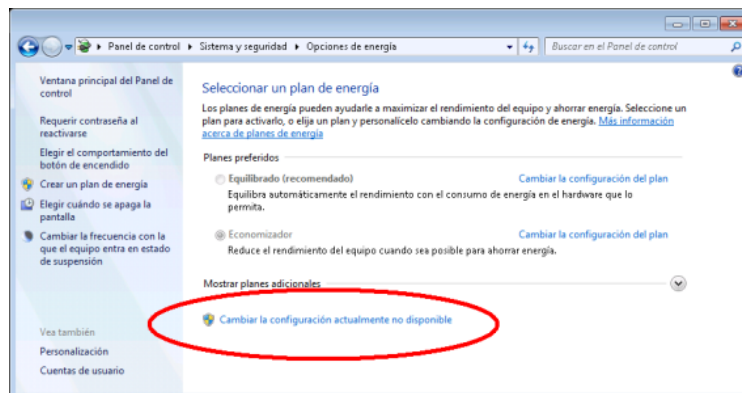 Panel de control ▸ Sistema y seguridad ▸ Opciones de energía
Buscar en el Panel de control
Ventana principal del Panel de
control
Requerir contraseña al
reactivarse
Elegir el comportamiento del
botón de encendido
Crear un plan de energía
Elegir cuándo se apaga la
pantalla
Cambiar la frecuencia con la
que el equipo entra en estado
de suspensión
Vea también
Personalización
Cuentas de usuario
Seleccionar un plan de energía
Los planes de energía pueden ayudarle a maximizar el rendimiento del equipo y ahorrar energía. Seleccione un
plan para activarlo, o elija un plan y personalícelo cambiando la configuración de energía. Más información
acerca de planes de energía
Planes preferidos
Equilibrado (recomendado) Cambiar la configuración del plan
Equilibra automáticamente el rendimiento con el consumo de energía en el hardware que lo
permita.
Economizador Cambiar la configuración del plan
Reduce el rendimiento del equipo cuando sea posible para ahorrar energía.
Mostrar planes adicionales
Cambiar la configuración actualmente no disponible